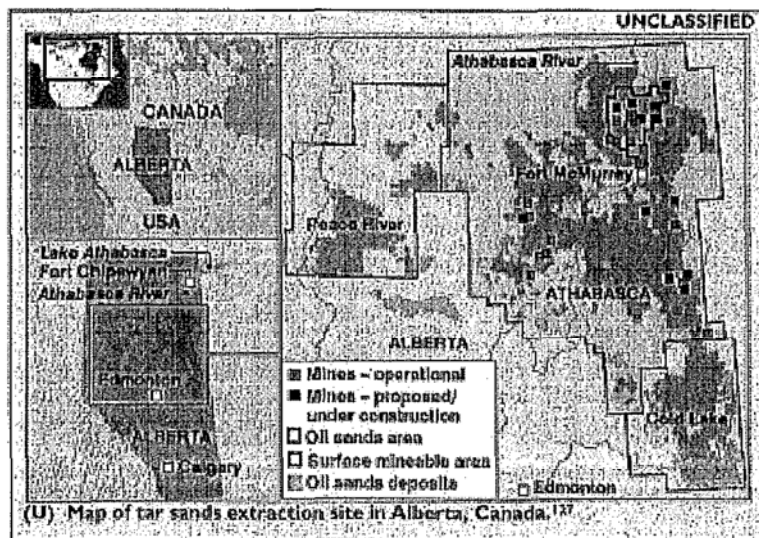 UNCLASSIFIED
CANADA
ALBERTA
USA
Lake Athabasca
Fort Chipewyan
Athabasca River
Edmonton
ALBERTA
Calgary
Athabasca River
Fort McMurray
Peace River
ATHABASCA
ALBERTA
Cold Lake
Edmonton
Mines – operational
Mines – proposed/
under construction
Oil sands area
Surface mineable area
Oil sands deposits
(U) Map of tar sands extraction site in Alberta, Canada.137